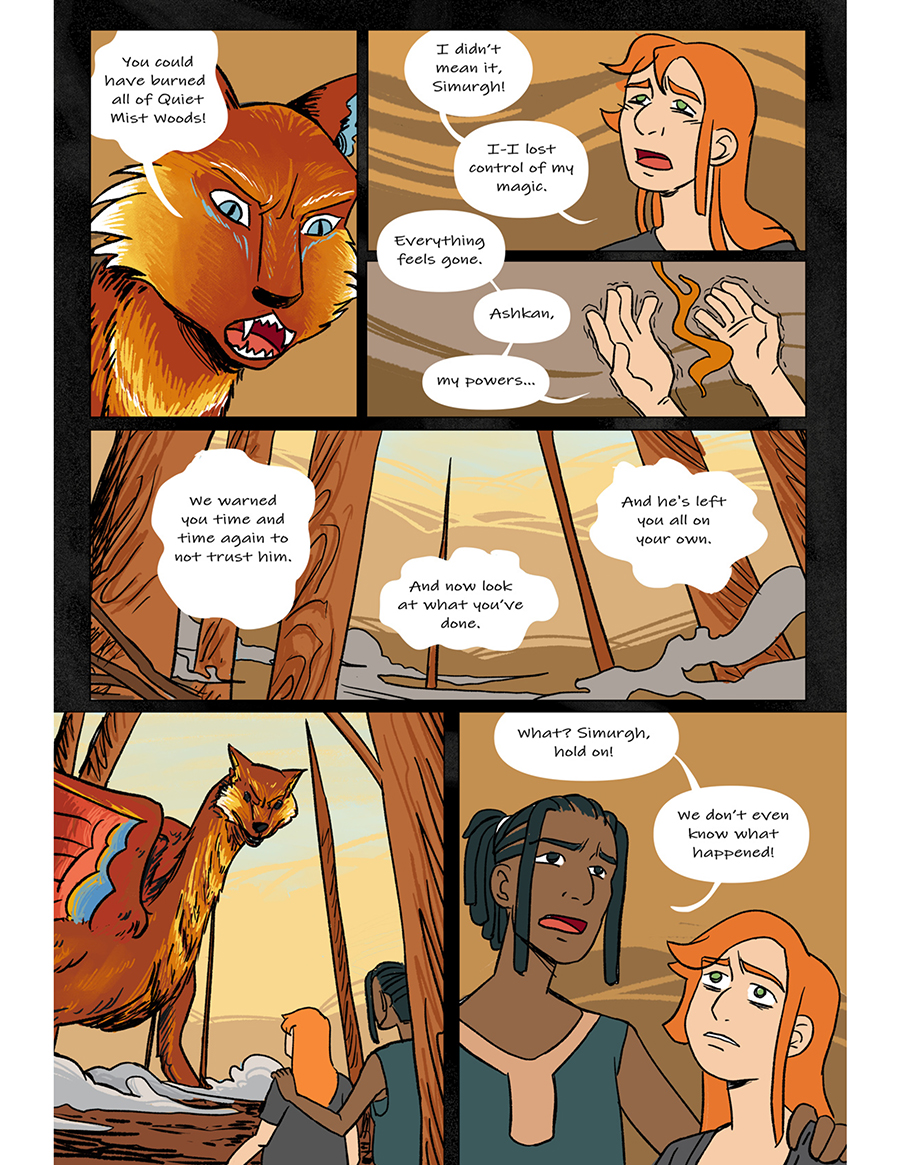 You could
have burned
all of Quiet
Mist Woods!
I didn't
mean it,
Simurgh!
I-I lost
control of my
magic.
Everything
feels gone.
Ashkan,
my powers...
We warned
you time and
time again to
not trust him.
And now look
at what you've
done.
And he's left
you all on
your own.
What? Simurgh,
hold on!
We don't even
know what
happened!